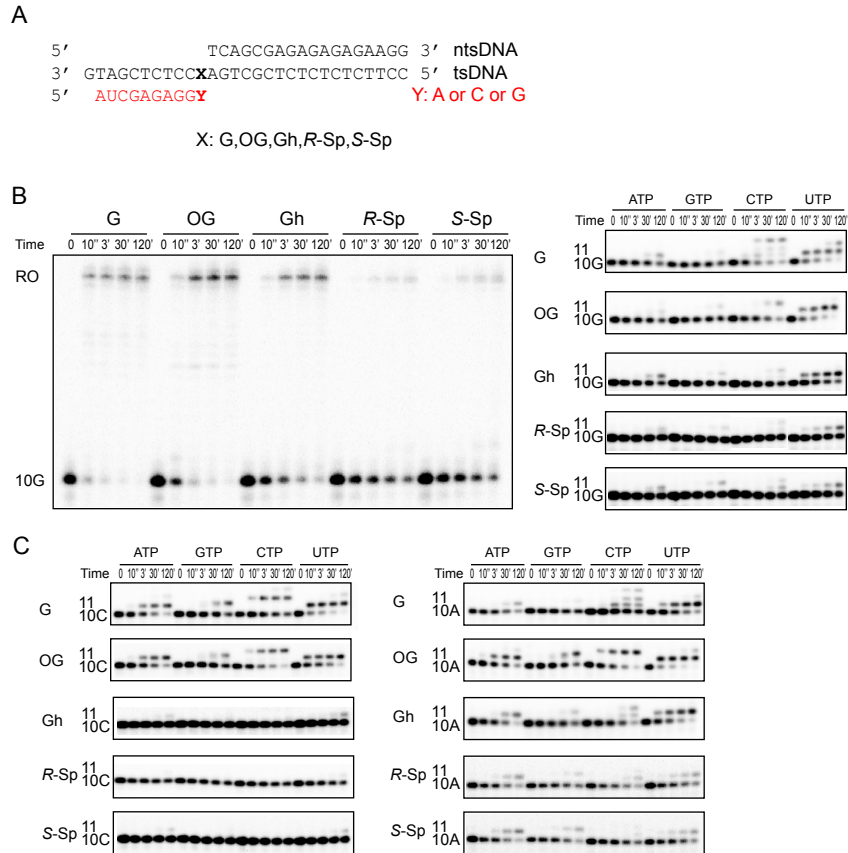 A
5' TCAGCGAGAGAGAGAAGG 3' ntsDNA
3' GTAGCTCTCCXAGTCGCTCTCTCTCTTCC 5' tsDNA
5' AUCGAGAGGY Y: A or C or G
X: G,OG,Gh,R-Sp,S-Sp
B
G OG Gh R-Sp S-Sp
Time 0 10" 3' 30' 120' 0 10" 3' 30' 120' 0 10" 3' 30' 120' 0 10" 3' 30' 120' 0 10" 3' 30' 120'
RO
10G
ATP GTP CTP UTP
Time 0 10" 3' 30' 120' 0 10" 3' 30' 120' 0 10" 3' 30' 120' 0 10" 3' 30' 120'
G 11
10G
OG 11
10G
Gh 11
10G
R-Sp 11
10G
S-Sp 11
10G
C
ATP GTP CTP UTP
Time 0 10" 3' 30' 120' 0 10" 3' 30' 120' 0 10" 3' 30' 120' 0 10" 3' 30' 120'
G 11
10C
OG 11
10C
Gh 11
10C
R-Sp 11
10C
S-Sp 11
10C
ATP GTP CTP UTP
Time 0 10" 3' 30' 120' 0 10" 3' 30' 120' 0 10" 3' 30' 120' 0 10" 3' 30' 120'
G 11
10A
OG 11
10A
Gh 11
10A
R-Sp 11
10A
S-Sp 11
10A